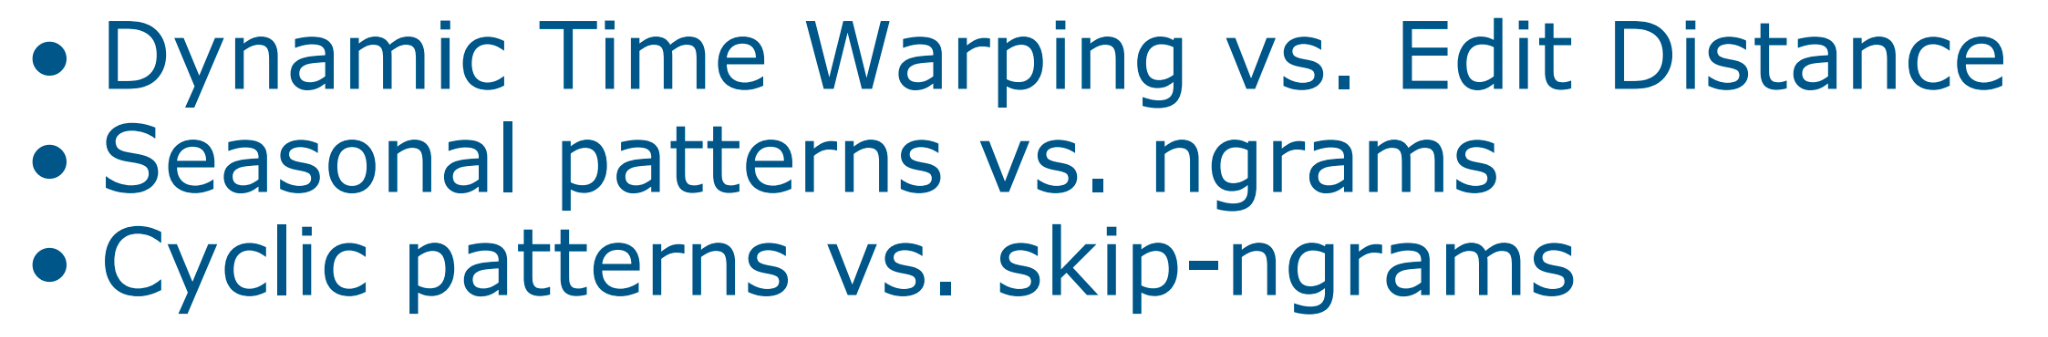 • Dynamic Time Warping vs. Edit Distance
• Seasonal patterns vs. ngrams
• Cyclic patterns vs. skip-ngrams